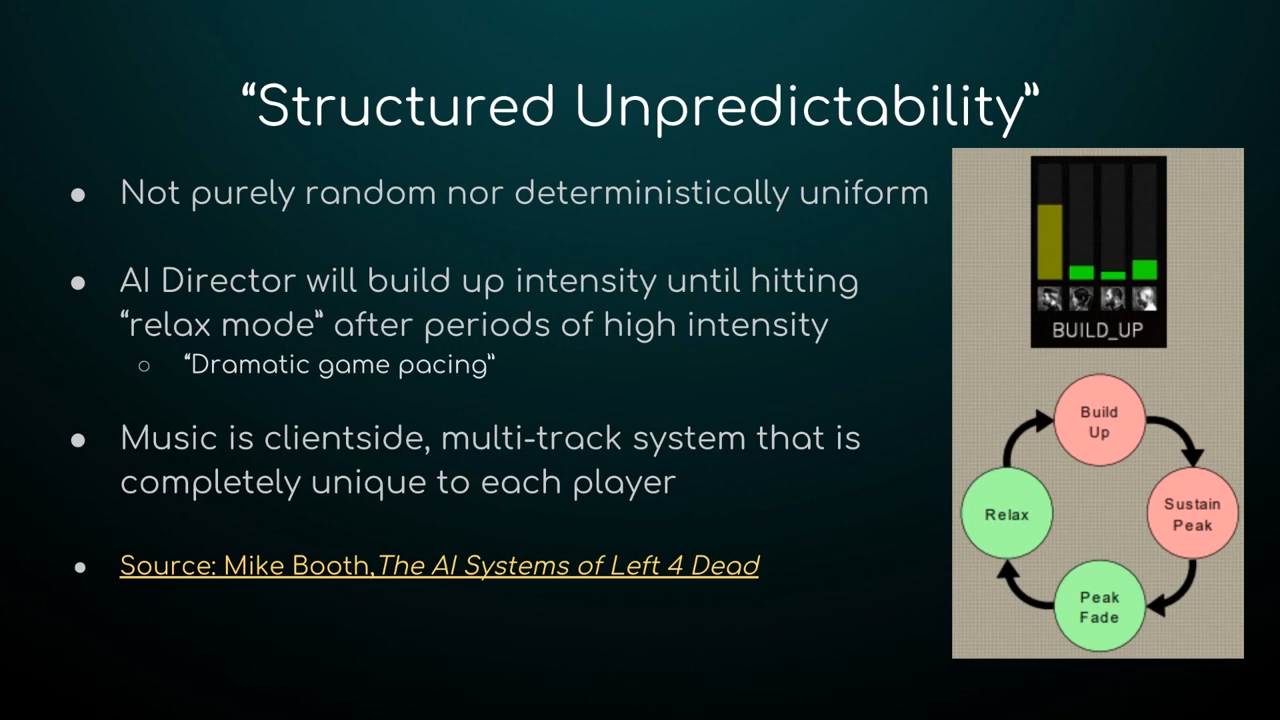 “Structured Unpredictability”
● Not purely random nor deterministically uniform
● AI Director will build up intensity until hitting
“relax mode” after periods of high intensity
○ “Dramatic game pacing”
● Music is clientside, multi-track system that is
completely unique to each player
● Source: Mike Booth, The AI Systems of Left 4 Dead
BUILD_UP
Build
Up
Sustain
Peak
Peak
Fade
Relax